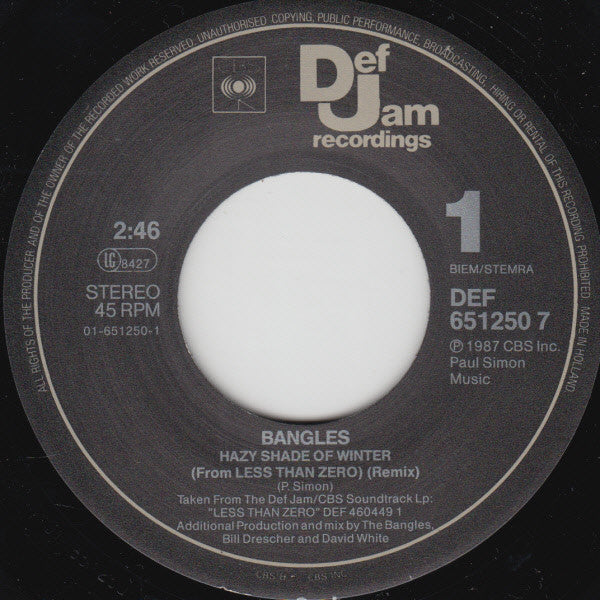 ALL RIGHTS OF THE PRODUCER AND OF THE OWNER OF THE RECORDED WORK RESERVED. UNAUTHORISED COPYING, PUBLIC PERFORMANCE, BROADCASTING, HIRING OR RENTAL OF THIS RECORDING PROHIBITED. MADE IN HOLLAND
Def
Jam
recordings
2:46
LC 8427
STEREO
45 RPM
01-651250-1
1
BIEM/STEMRA
DEF
651250 7
℗ 1987 CBS Inc.
Paul Simon
Music
BANGLES
HAZY SHADE OF WINTER
(From LESS THAN ZERO) (Remix)
(P. Simon)
Taken From The Def Jam/CBS Soundtrack Lp:
"LESS THAN ZERO" DEF 460449 1
Additional Production and mix by The Bangles,
Bill Drescher and David White
CBS INC